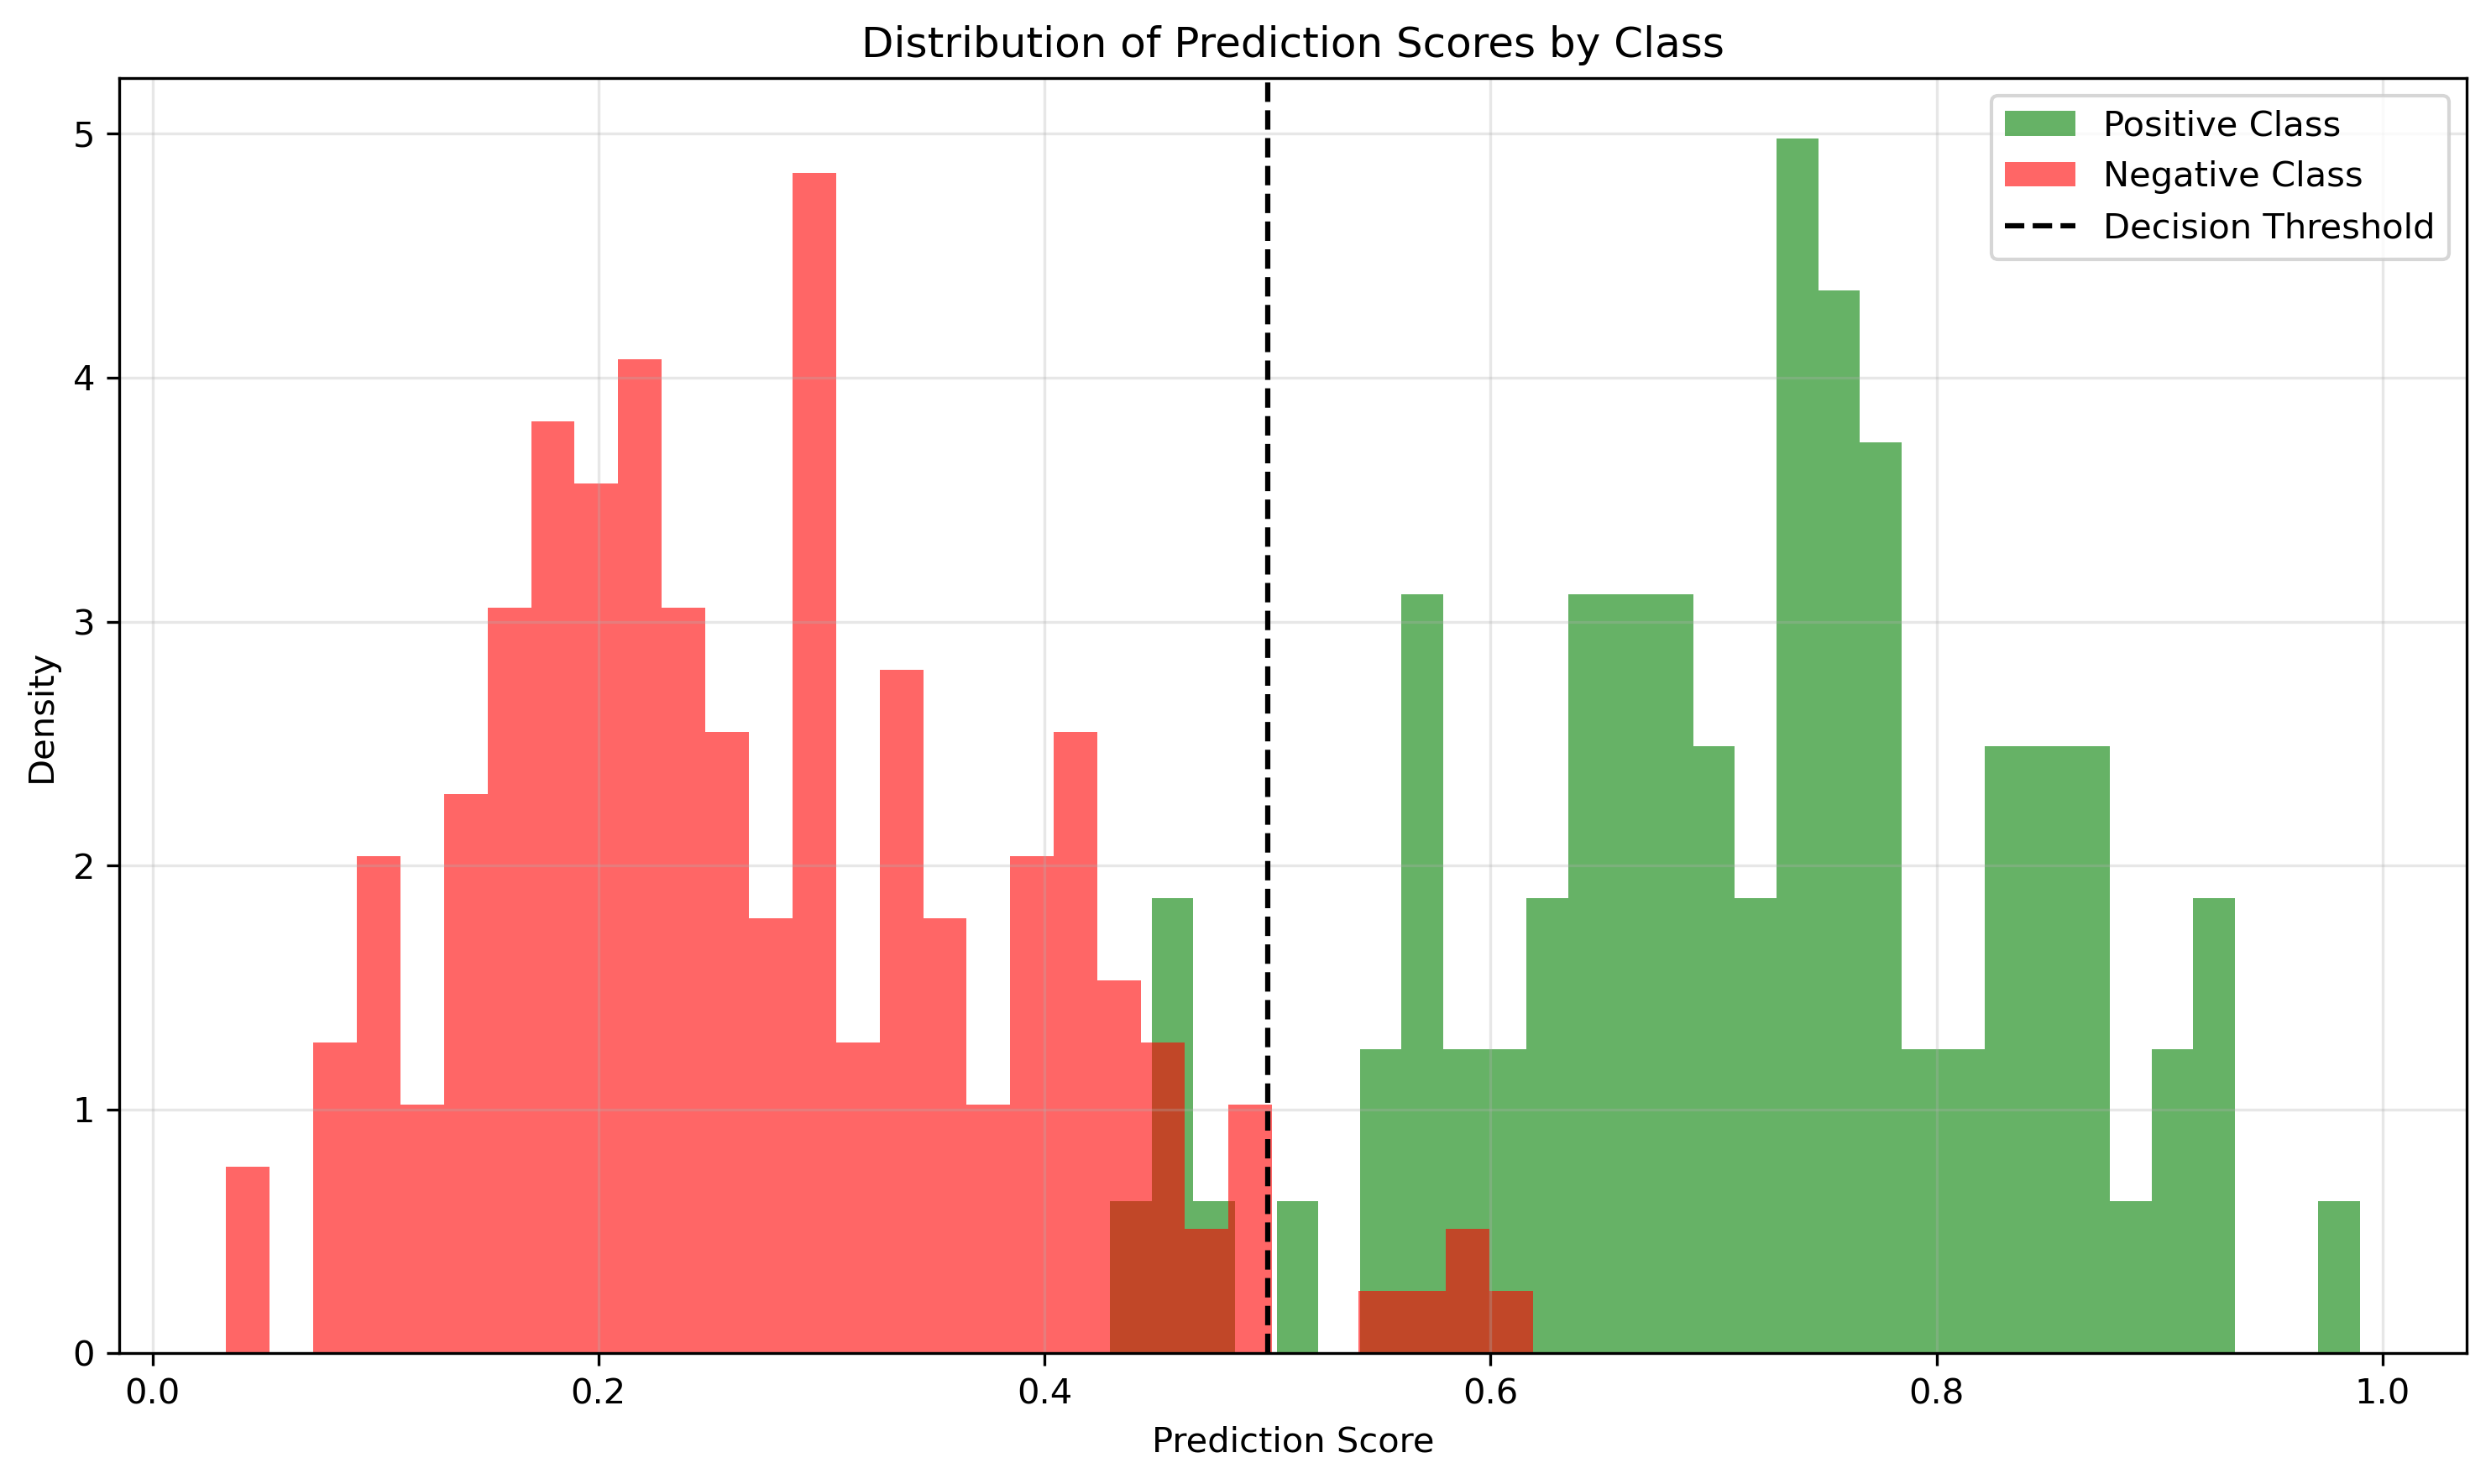 Distribution of Prediction Scores by Class
Positive Class
Negative Class
Decision Threshold
5
4
3
2
1
0
Density
0.0 0.2 0.4 0.6 0.8 1.0
Prediction Score